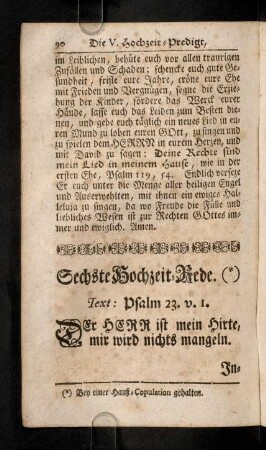 90 Die V. Hochzeit-Predigt,
im Leiblichen, behüte euch vor allen traurigen
Zufällen und Schaden: schencke euch gute Ge-
sundheit, friste eure Jahre, cröne eure Ehe
mit Frieden und Vergnügen, segne die Erzie-
hung der Kinder, fördere das Werck eurer
Hände, lasse euch das Leiden zum Besten die-
nen, und gebe euch täglich ein neues Lied in eu-
ren Mund zu loben euren GOtt, zu singen und
zu spielen dem HERRN in eurem Herzen, und
mit David zu sagen: Deine Rechte sind
mein Lied in meinem Hause, wie in der
ersten Ehe, Psalm 119, 54. Endlich versetze
Er euch unter die Menge aller heiligen Engel
und Auserwehlten, mit ihnen ein ewiges Hal-
leluja zu singen, da wo Freude die Fülle und
liebliches Wesen ist zur Rechten GOttes im-
mer und ewiglich. Amen.
Sechste Hochzeit-Rede. (*)
Text: Psalm 23. v. 1.
DEr HERR ist mein Hirte,
mir wird nichts mangeln.
In-
(*) Bey einer Hauß-Copulation gehalten.